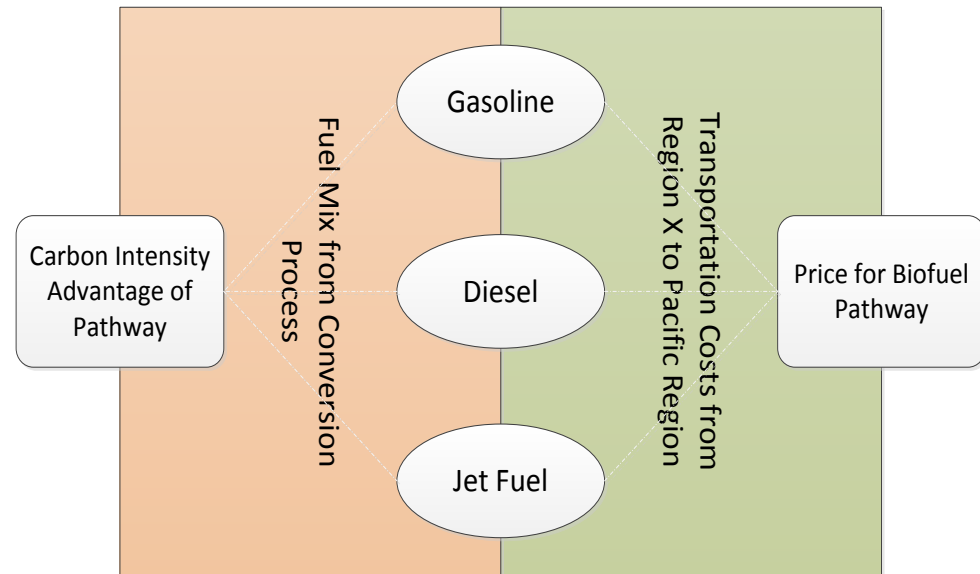 Gasoline
Fuel Mix from Conversion
Process
Transportation Costs from
Region X to Pacific Region
Carbon Intensity
Advantage of
Pathway
Diesel
Price for Biofuel
Pathway
Jet Fuel